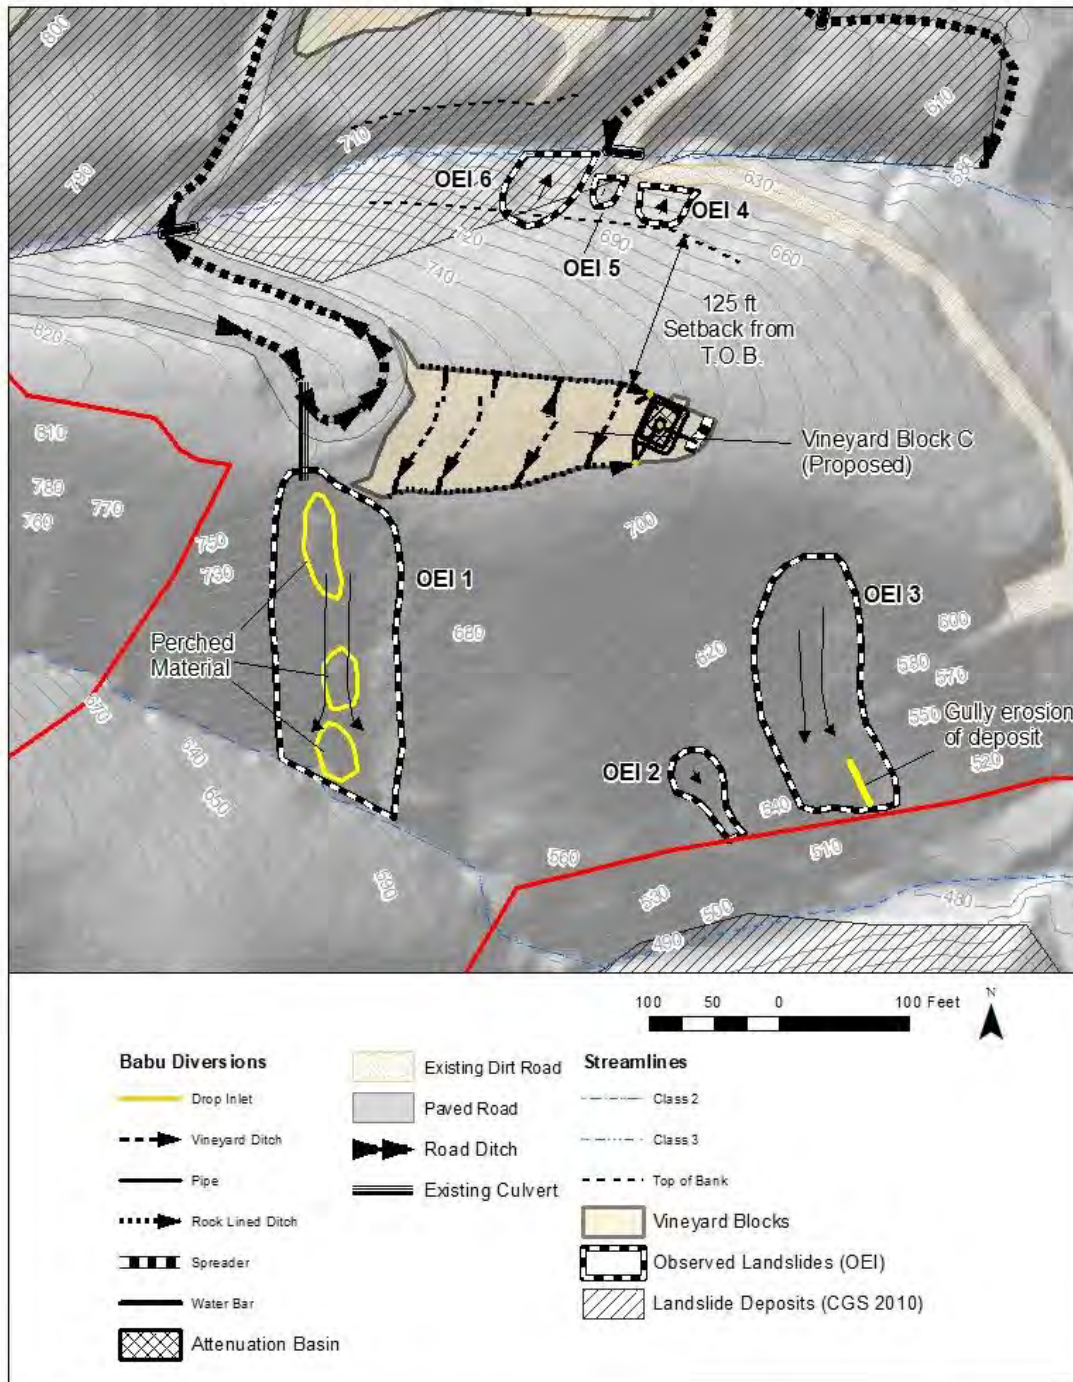 800
710
780
OEI 6
OEI 5
OEI 4
630
610
590
720
690
740
660
125 ft
Setback from
T.O.B.
820
Vineyard Block C
(Proposed)
810
780
760
770
750
730
700
OEI 1
OEI 3
680
620
600
580
570
550
Perched
Material
Gully erosion
of deposit
520
670
640
650
OEI 2
540
510
560
590
530
500
490
480
100 50 0 100 Feet
N
Babu Diversions
Drop Inlet
Vineyard Ditch
Pipe
Rock Lined Ditch
Spreader
Water Bar
Attenuation Basin
Existing Dirt Road
Paved Road
Road Ditch
Existing Culvert
Streamlines
Class 2
Class 3
Top of Bank
Vineyard Blocks
Observed Landslides (OEI)
Landslide Deposits (CGS 2010)